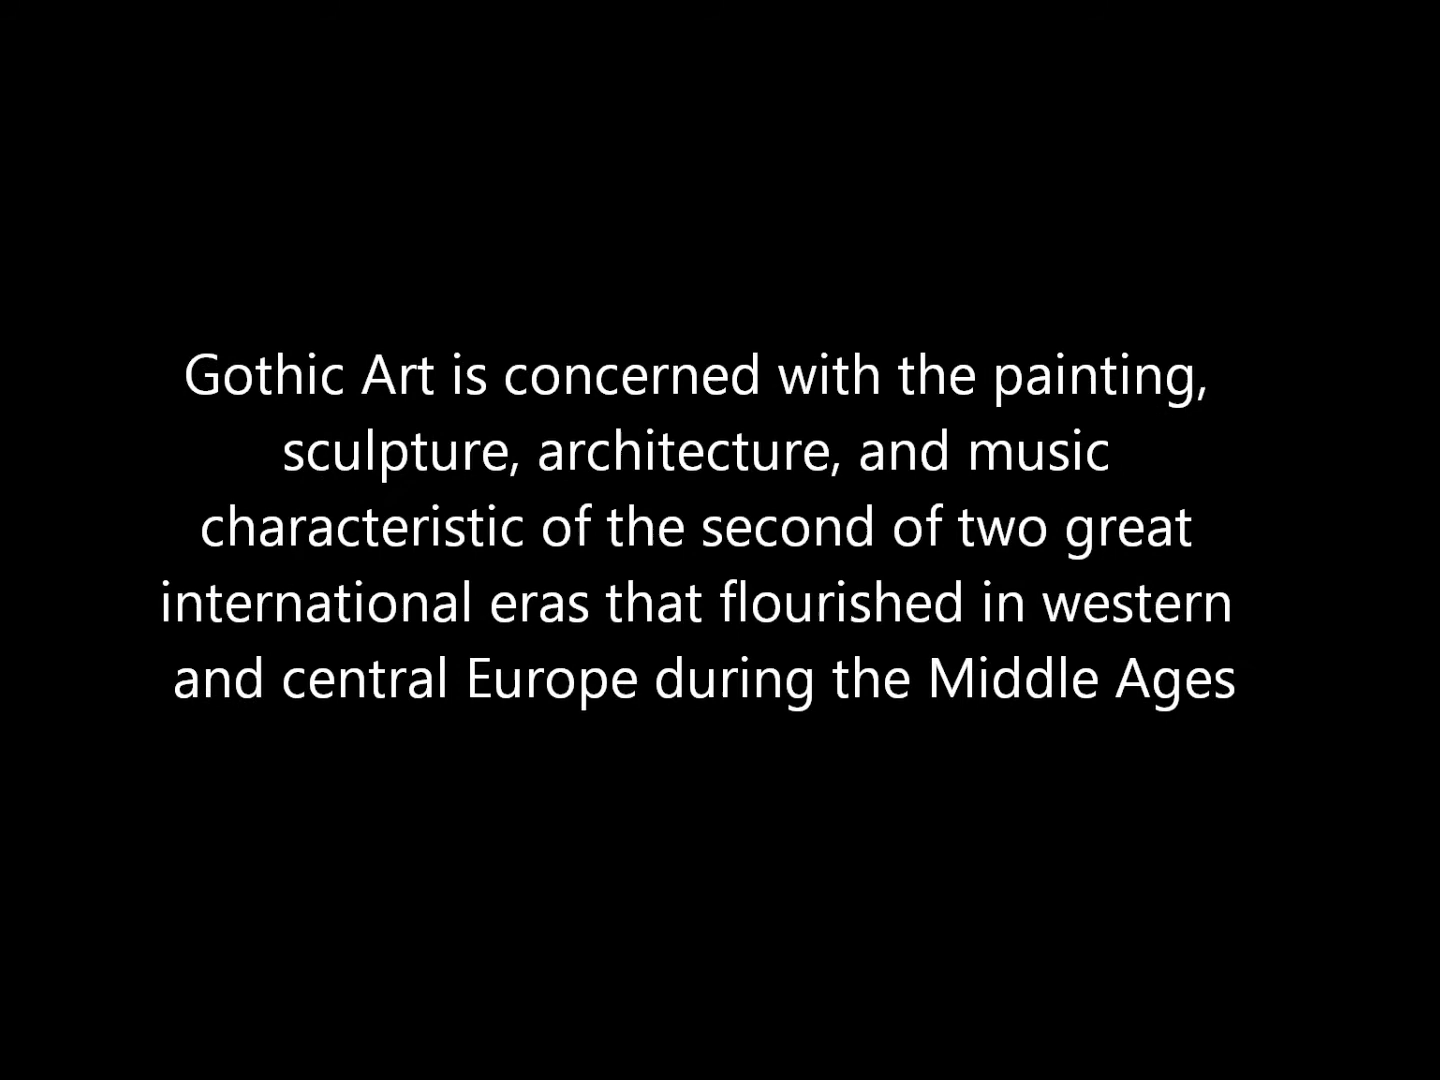 Gothic Art is concerned with the painting,
sculpture, architecture, and music
characteristic of the second of two great
international eras that flourished in western
and central Europe during the Middle Ages